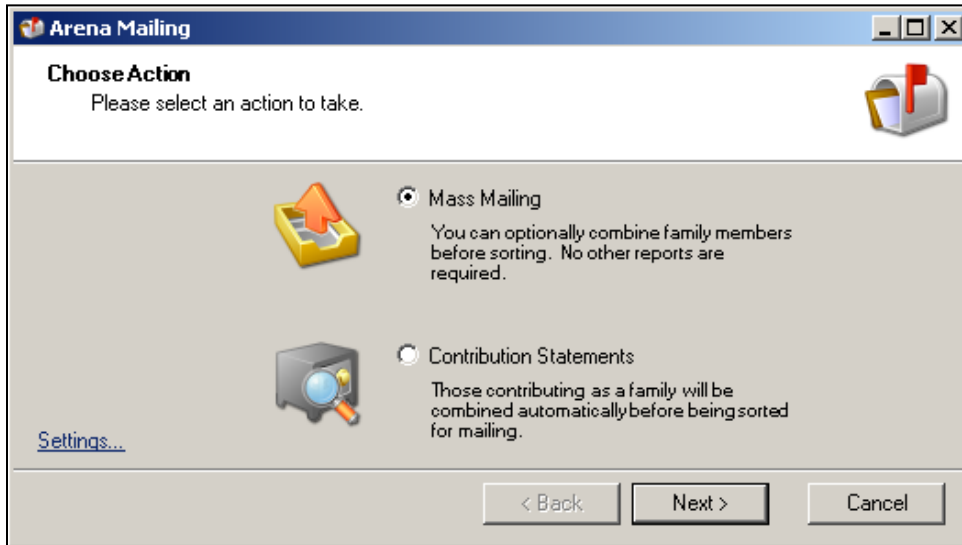 Arena Mailing
Choose Action
Please select an action to take.
Mass Mailing
You can optionally combine family members
before sorting. No other reports are
required.
Contribution Statements
Those contributing as a family will be
combined automatically before being sorted
for mailing.
Settings...
< Back
Next >
Cancel